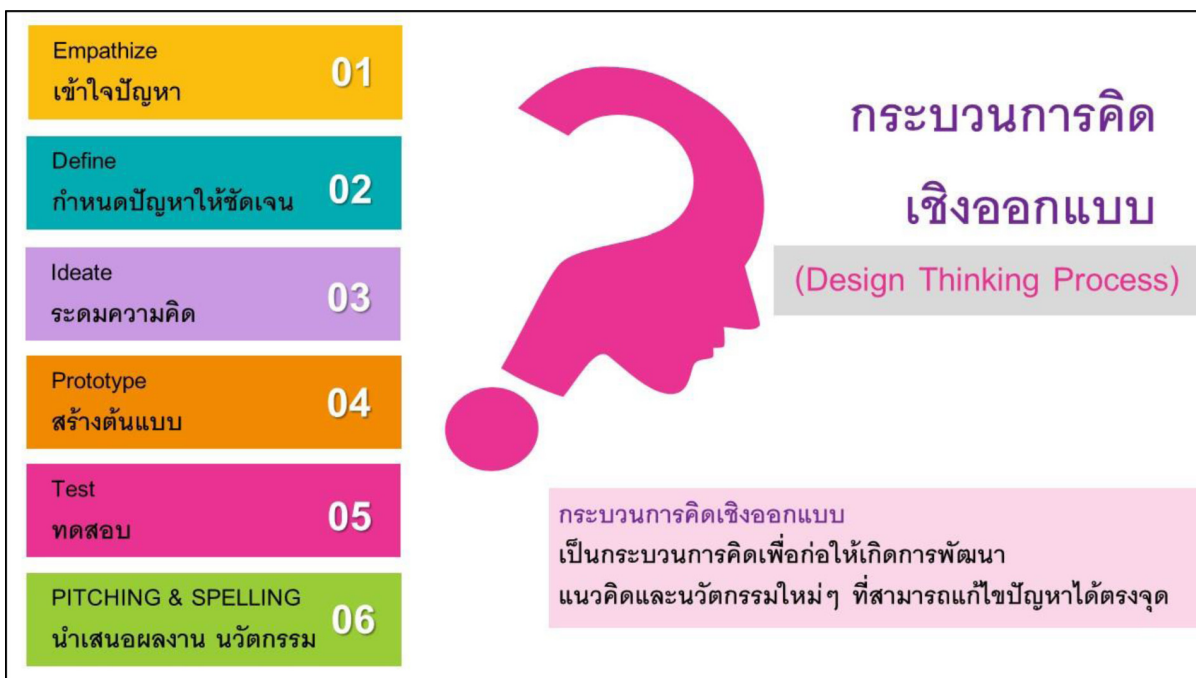 Empathize
เข้าใจปัญหา
01
Define
กำหนดปัญหาให้ชัดเจน
02
Ideate
ระดมความคิด
03
Prototype
สร้างต้นแบบ
04
Test
ทดสอบ
05
PITCHING & SPELLING
นำเสนอผลงาน นวัตกรรม
06
กระบวนการคิด
เชิงออกแบบ
(Design Thinking Process)
กระบวนการคิดเชิงออกแบบ
เป็นกระบวนการคิดเพื่อก่อให้เกิดการพัฒนา
แนวคิดและนวัตกรรมใหม่ๆ ที่สามารถแก้ไขปัญหาได้ตรงจุด